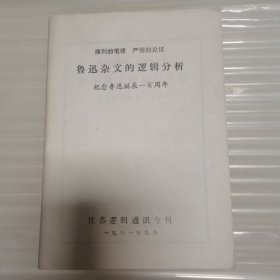 犀利的笔锋 严密的论证
鲁迅杂文的逻辑分析
纪念鲁迅诞辰一百周年
江苏逻辑通讯专刊
一九八一年九月